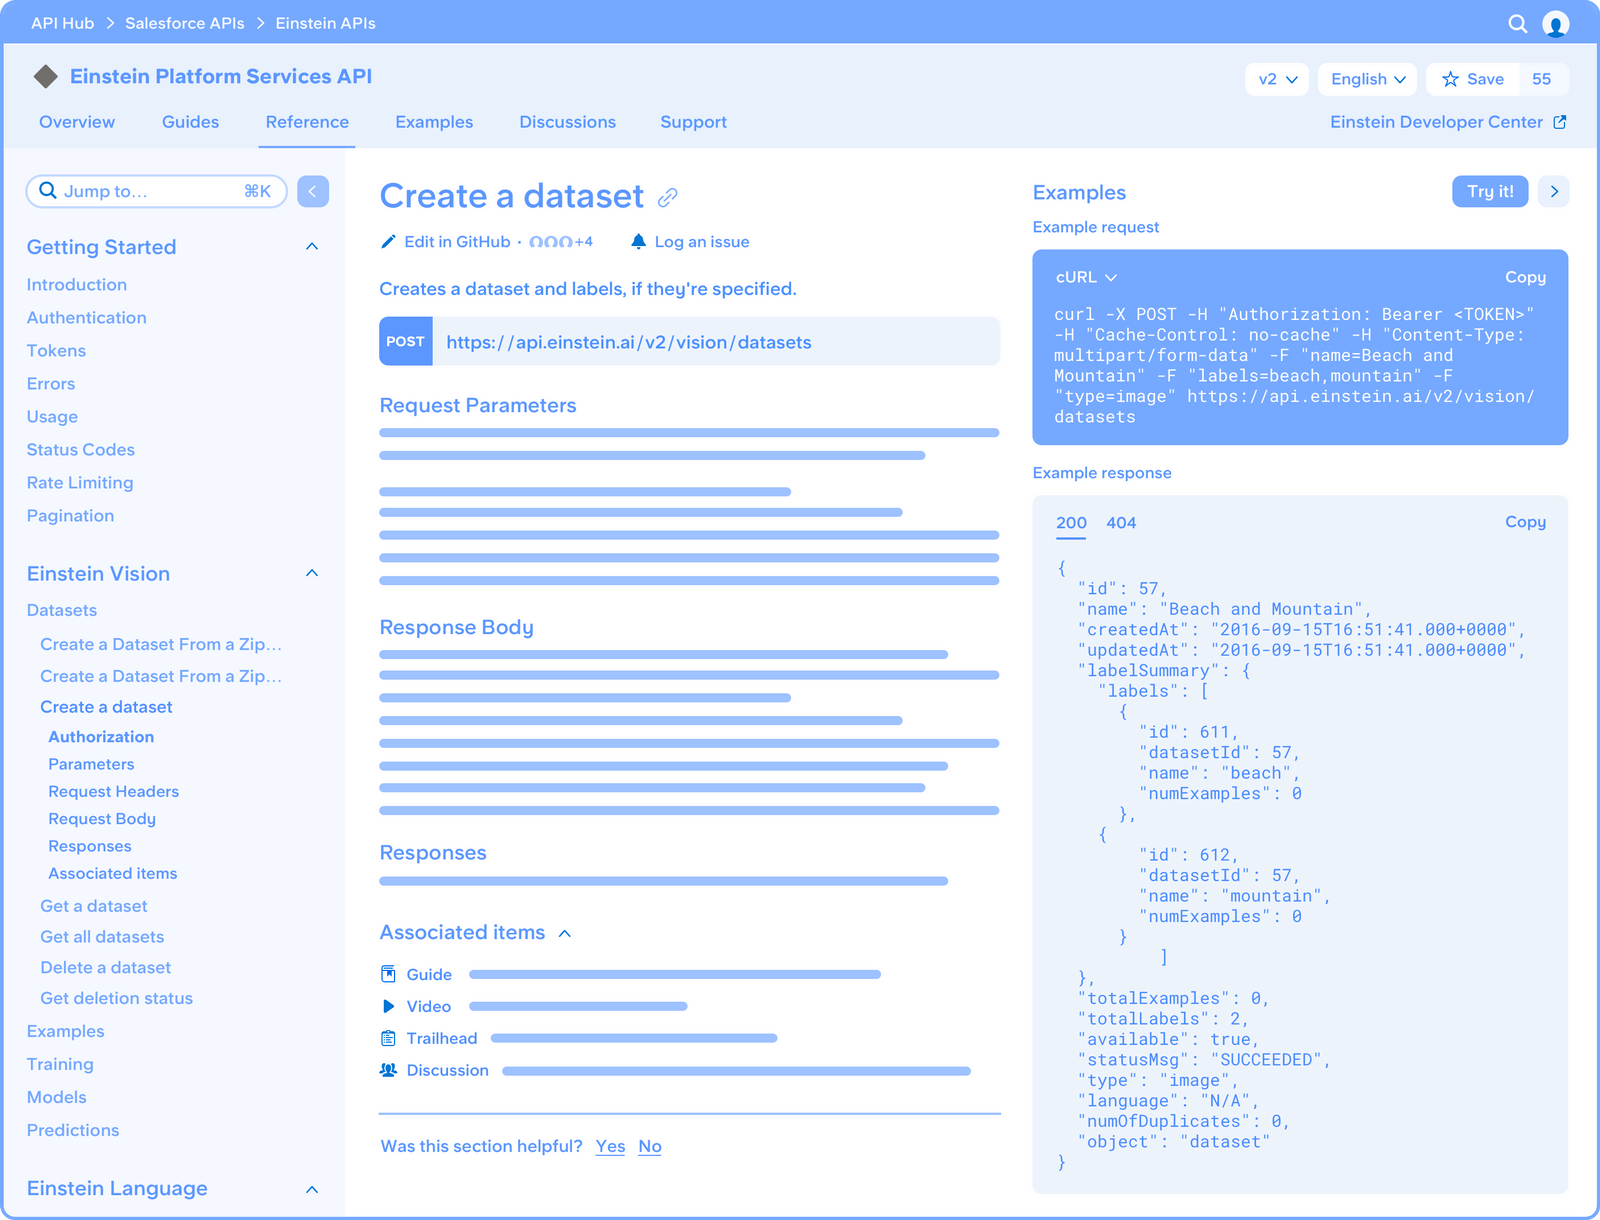 API Hub > Salesforce APIs > Einstein APIs
Einstein Platform Services API
v2
English
Save 55
Overview Guides Reference Examples Discussions Support
Einstein Developer Center
Jump to... ⌘K
Getting Started
Introduction
Authentication
Tokens
Errors
Usage
Status Codes
Rate Limiting
Pagination
Einstein Vision
Datasets
Create a Dataset From a Zip...
Create a Dataset From a Zip...
Create a dataset
Authorization
Parameters
Request Headers
Request Body
Responses
Associated items
Get a dataset
Get all datasets
Delete a dataset
Get deletion status
Examples
Training
Models
Predictions
Einstein Language
Create a dataset
Edit in GitHub · +4 Log an issue
Creates a dataset and labels, if they're specified.
POST https://api.einstein.ai/v2/vision/datasets
Request Parameters
Response Body
Responses
Associated items
Guide
Video
Trailhead
Discussion
Was this section helpful? Yes No
Examples
Try it!
Example request
cURL Copy
curl -X POST -H "Authorization: Bearer <TOKEN>"
-H "Cache-Control: no-cache" -H "Content-Type:
multipart/form-data" -F "name=Beach and
Mountain" -F "labels=beach,mountain" -F
"type=image" https://api.einstein.ai/v2/vision/
datasets
Example response
200 404 Copy
{
"id": 57,
"name": "Beach and Mountain",
"createdAt": "2016-09-15T16:51:41.000+0000",
"updatedAt": "2016-09-15T16:51:41.000+0000",
"labelSummary": {
"labels": [
{
"id": 611,
"datasetId": 57,
"name": "beach",
"numExamples": 0
},
{
"id": 612,
"datasetId": 57,
"name": "mountain",
"numExamples": 0
}
]
},
"totalExamples": 0,
"totalLabels": 2,
"available": true,
"statusMsg": "SUCCEEDED",
"type": "image",
"language": "N/A",
"numOfDuplicates": 0,
"object": "dataset"
}